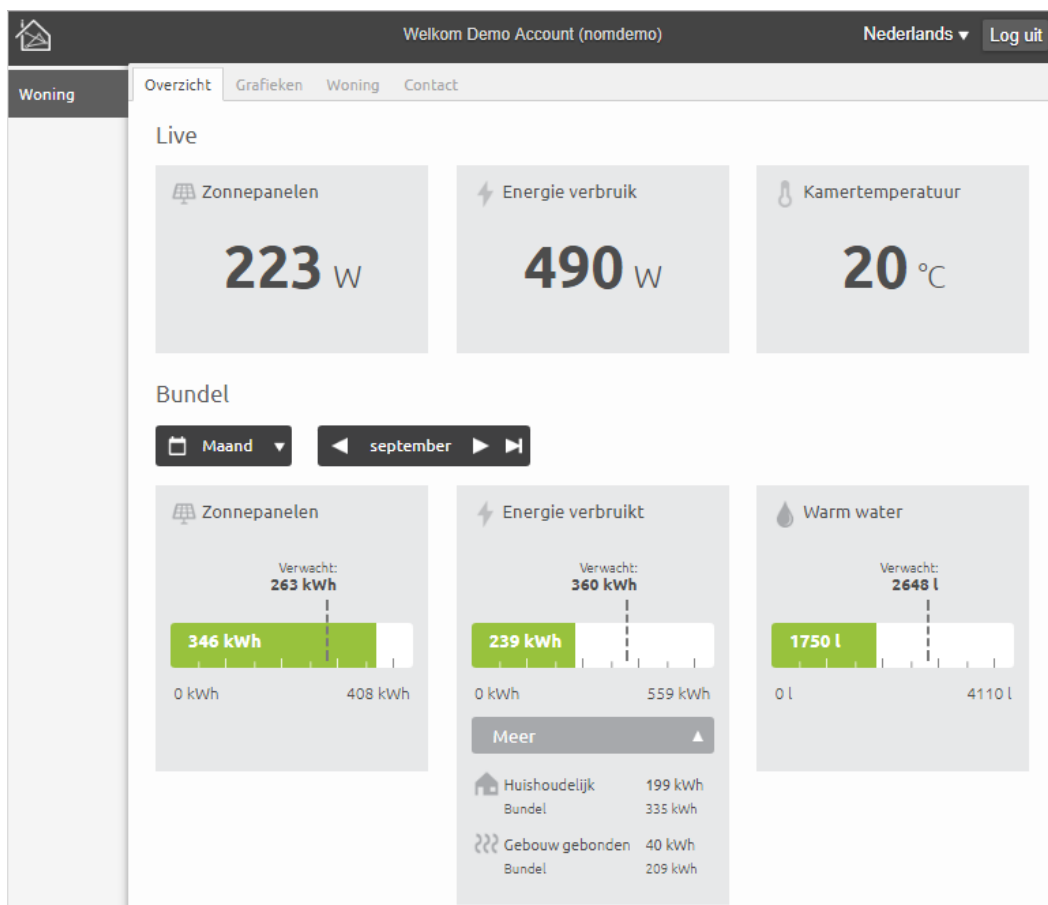 Welkom Demo Account (nomdemo)
Nederlands
Log uit
Woning
Overzicht Grafieken Woning Contact
Live
Zonnepanelen
223 W
Energie verbruik
490 W
Kamertemperatuur
20 °C
Bundel
Maand
september
Zonnepanelen
Verwacht:
263 kWh
346 kWh
0 kWh 408 kWh
Energie verbruikt
Verwacht:
360 kWh
239 kWh
0 kWh 559 kWh
Meer
Huishoudelijk 199 kWh
Bundel 335 kWh
Gebouw gebonden 40 kWh
Bundel 209 kWh
Warm water
Verwacht:
2648 l
1750 l
0 l 4110 l